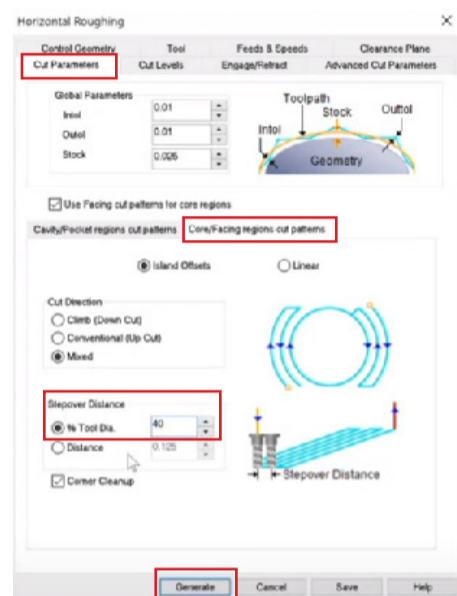 Horizontal Roughing
Control Geometry Tool Feeds & Speeds Clearance Plane
Cut Parameters Cut Levels Engage/Retract Advanced Cut Parameters
Global Parameters
Intol 0.01
Outol 0.01
Stock 0.025
Toolpath
Stock
Outtol
Intol
Geometry
Use Facing cut patterns for core regions
Cavity/Pocket regions cut patterns Core/Facing regions cut patterns
Island Offsets Linear
Cut Direction
Climb (Down Cut)
Conventional (Up Cut)
Mixed
Stepover Distance
% Tool Dia. 40
Distance 0.125
Corner Cleanup
Stepover Distance
Generate Cancel Save Help